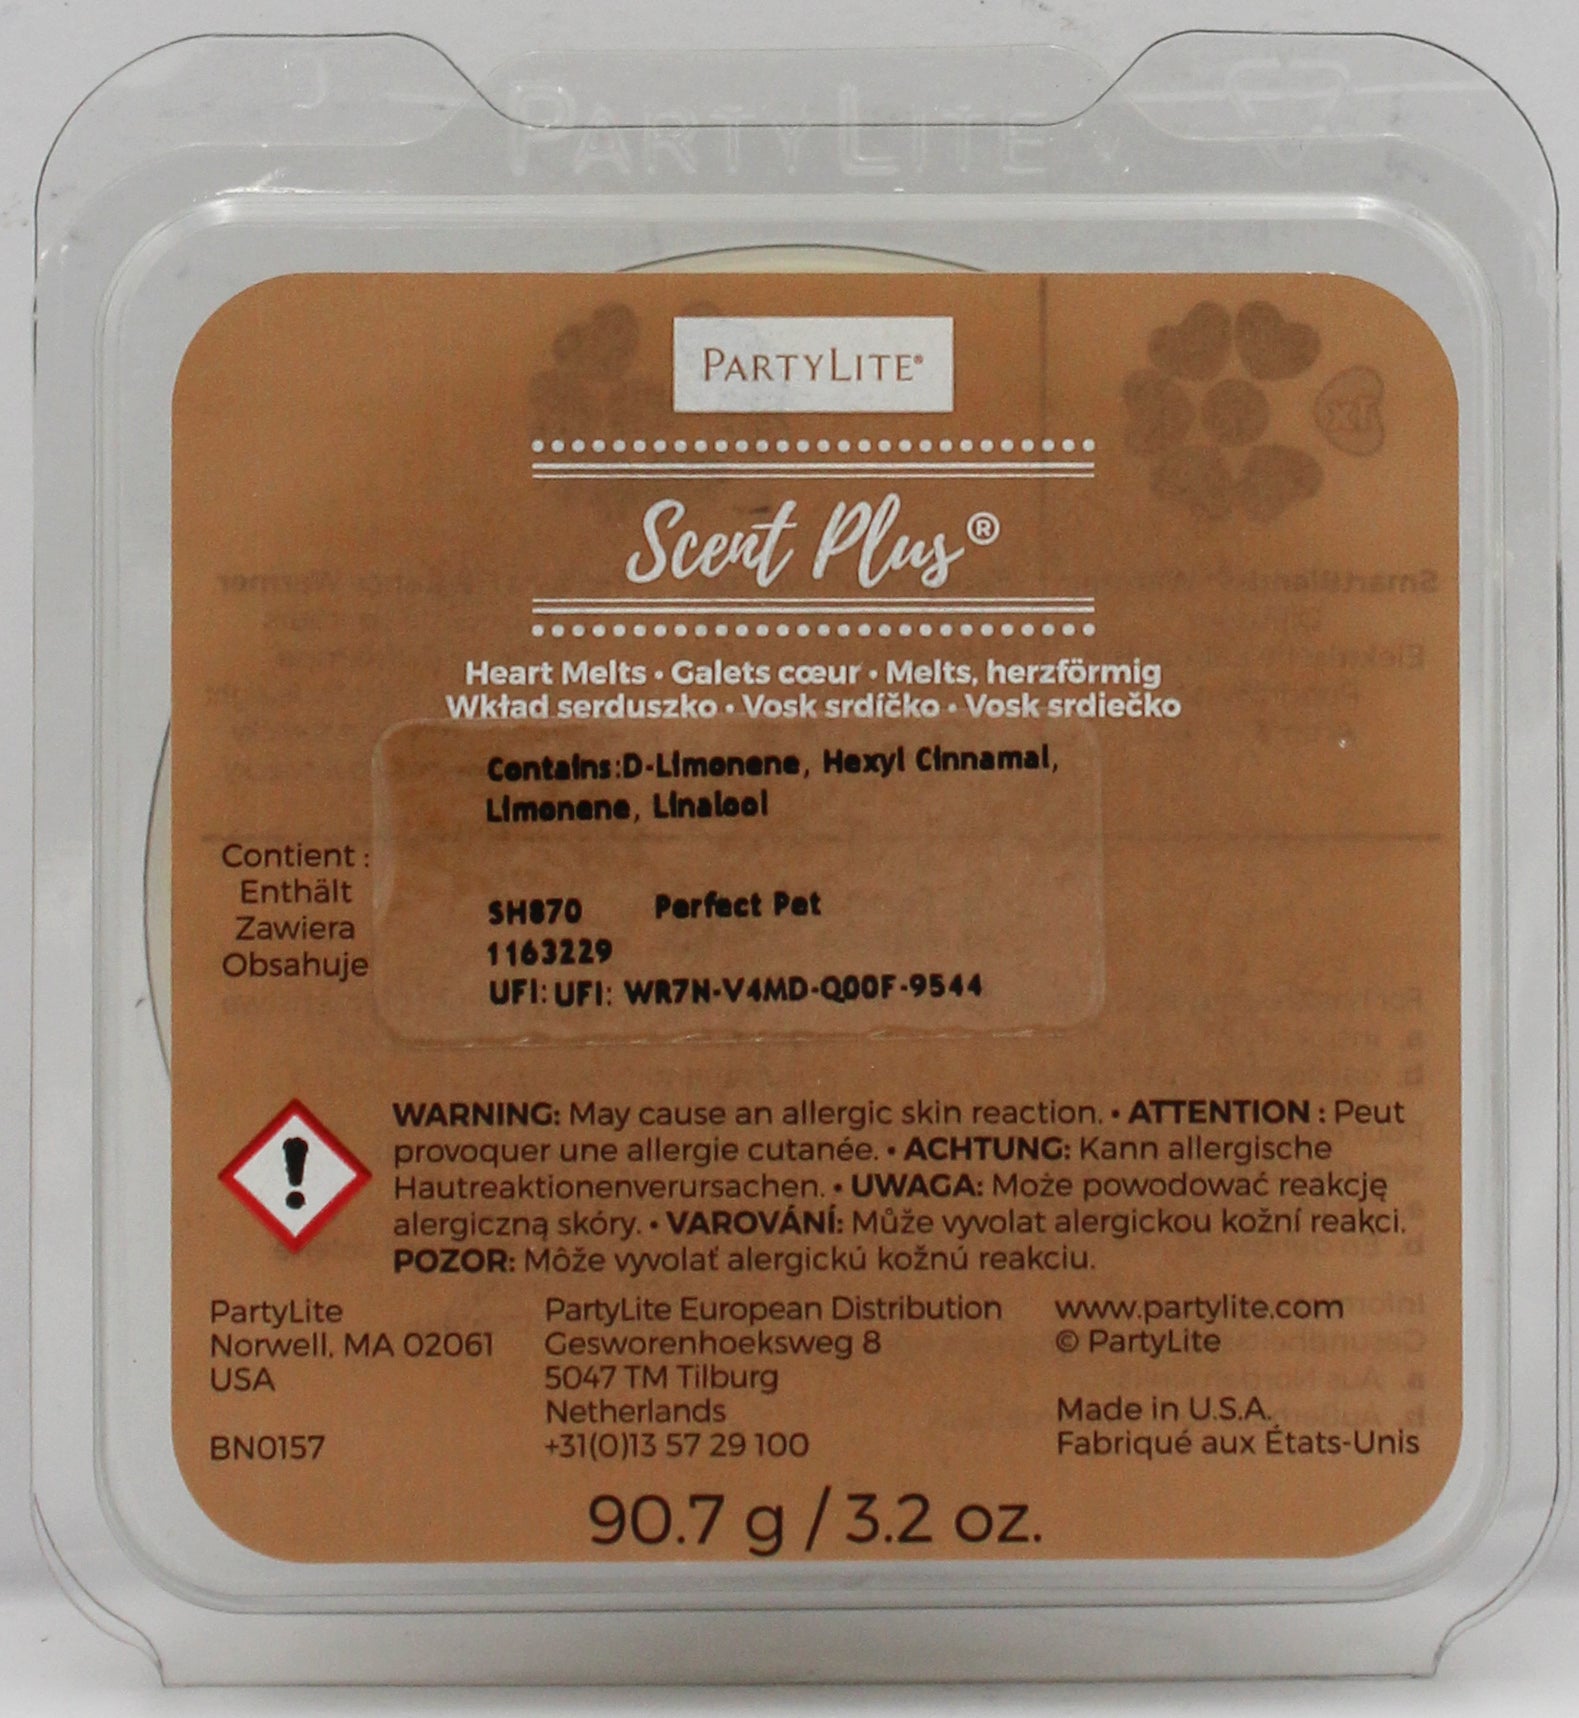 PARTYLITE
PARTYLITE®
Scent Plus®
Heart Melts • Galets cœur • Melts, herzförmig
Wkład serduszko • Vosk srdíčko • Vosk srdiečko
Contains:D-Limonene, Hexyl Cinnamal,
Limonene, Linalool
Contient :
Enthält
Zawiera
Obsahuje
SH870 Perfect Pet
1163229
UFI: UFI: WR7N-V4MD-Q00F-9544
WARNING: May cause an allergic skin reaction. • ATTENTION : Peut
provoquer une allergie cutanée. • ACHTUNG: Kann allergische
Hautreaktionenverursachen. • UWAGA: Może powodować reakcję
alergiczną skóry. • VAROVÁNÍ: Může vyvolat alergickou kožní reakci.
POZOR: Môže vyvolať alergickú kožnú reakciu.
PartyLite
Norwell, MA 02061
USA
BN0157
PartyLite European Distribution
Gesworenhoeksweg 8
5047 TM Tilburg
Netherlands
+31(0)13 57 29 100
www.partylite.com
© PartyLite
Made in U.S.A.
Fabriqué aux États-Unis
90.7 g / 3.2 oz.